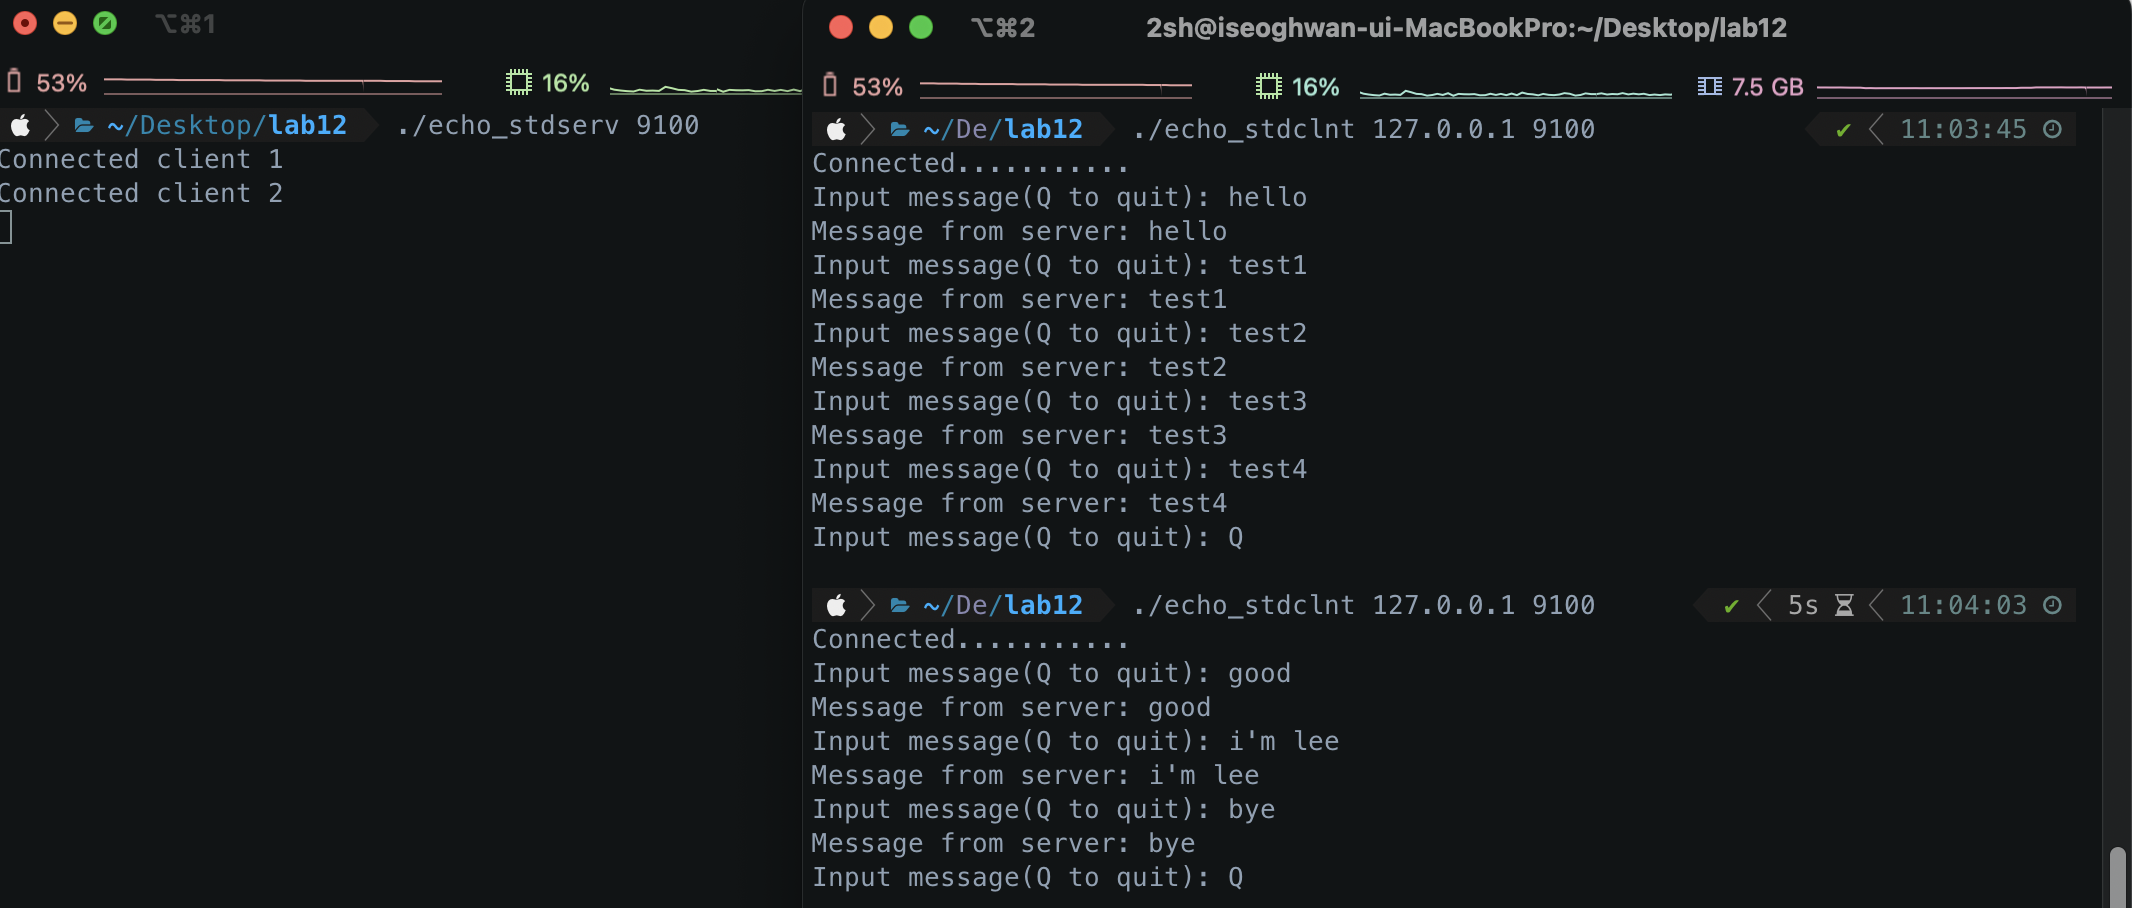 ⌥⌘1
53% 16%
~/Desktop/lab12 ./echo_stdserv 9100
Connected client 1
Connected client 2
⌥⌘2 2sh@iseoghwan-ui-MacBookPro:~/Desktop/lab12
53% 16% 7.5 GB
~/De/lab12 ./echo_stdclnt 127.0.0.1 9100 ✔ 11:03:45
Connected...........
Input message(Q to quit): hello
Message from server: hello
Input message(Q to quit): test1
Message from server: test1
Input message(Q to quit): test2
Message from server: test2
Input message(Q to quit): test3
Message from server: test3
Input message(Q to quit): test4
Message from server: test4
Input message(Q to quit): Q
~/De/lab12 ./echo_stdclnt 127.0.0.1 9100 ✔ 5s 11:04:03
Connected...........
Input message(Q to quit): good
Message from server: good
Input message(Q to quit): i'm lee
Message from server: i'm lee
Input message(Q to quit): bye
Message from server: bye
Input message(Q to quit): Q